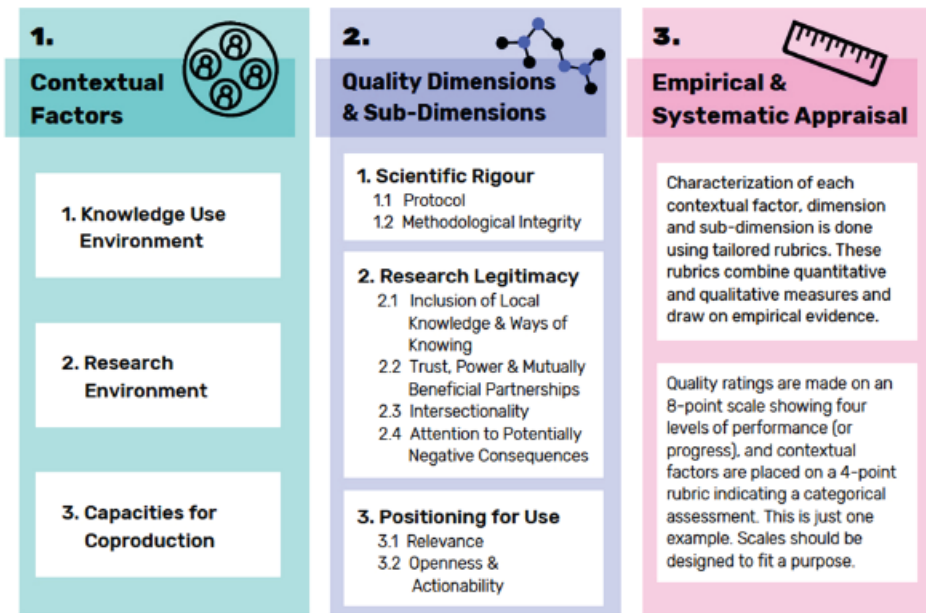 1.
Contextual
Factors
1. Knowledge Use
Environment
2. Research
Environment
3. Capacities for
Coproduction
2.
Quality Dimensions
& Sub-Dimensions
1. Scientific Rigour
1.1 Protocol
1.2 Methodological Integrity
2. Research Legitimacy
2.1 Inclusion of Local
Knowledge & Ways of
Knowing
2.2 Trust, Power & Mutually
Beneficial Partnerships
2.3 Intersectionality
2.4 Attention to Potentially
Negative Consequences
3. Positioning for Use
3.1 Relevance
3.2 Openness &
Actionability
3.
Empirical &
Systematic Appraisal
Characterization of each
contextual factor, dimension
and sub-dimension is done
using tailored rubrics. These
rubrics combine quantitative
and qualitative measures and
draw on empirical evidence.
Quality ratings are made on an
8-point scale showing four
levels of performance (or
progress), and contextual
factors are placed on a 4-point
rubric indicating a categorical
assessment. This is just one
example. Scales should be
designed to fit a purpose.